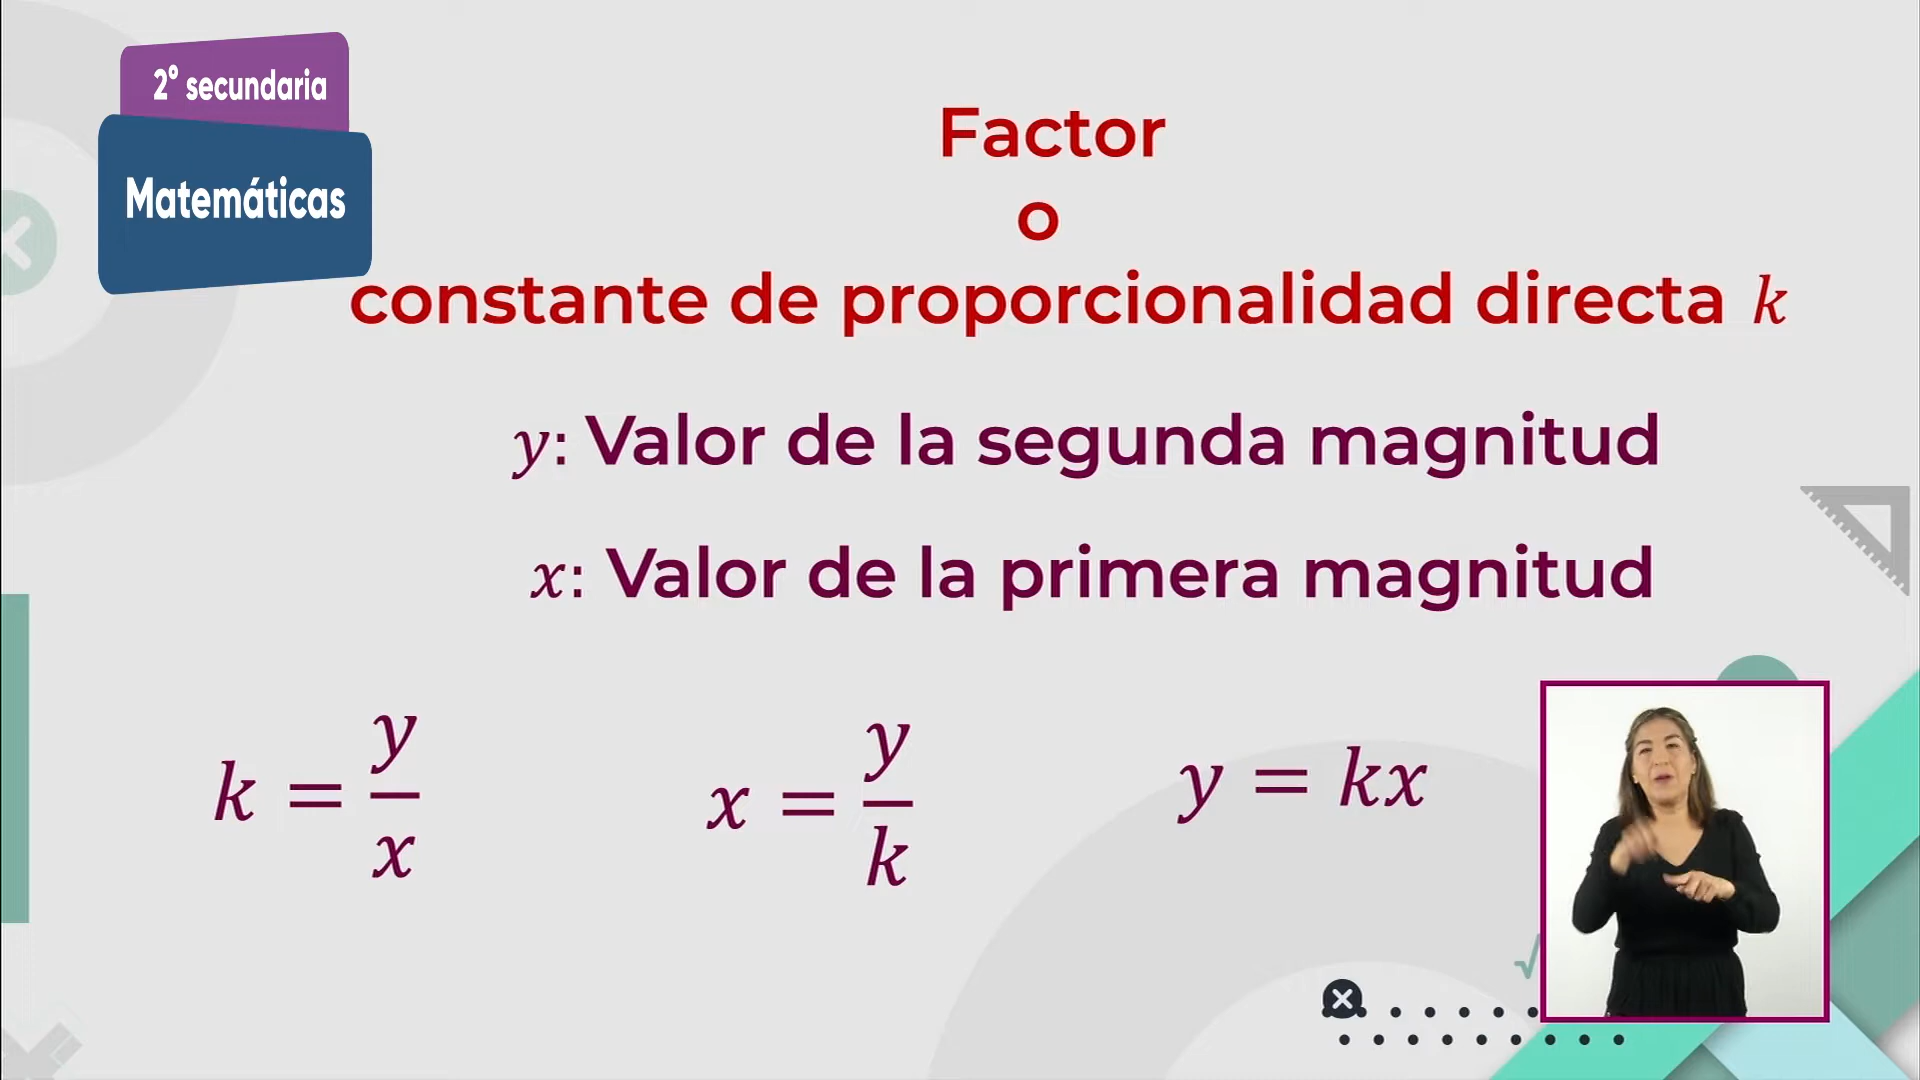 2° secundaria
Matemáticas
Factor
o
constante de proporcionalidad directa k
y: Valor de la segunda magnitud
x: Valor de la primera magnitud
k = y/x
x = y/k
y = kx